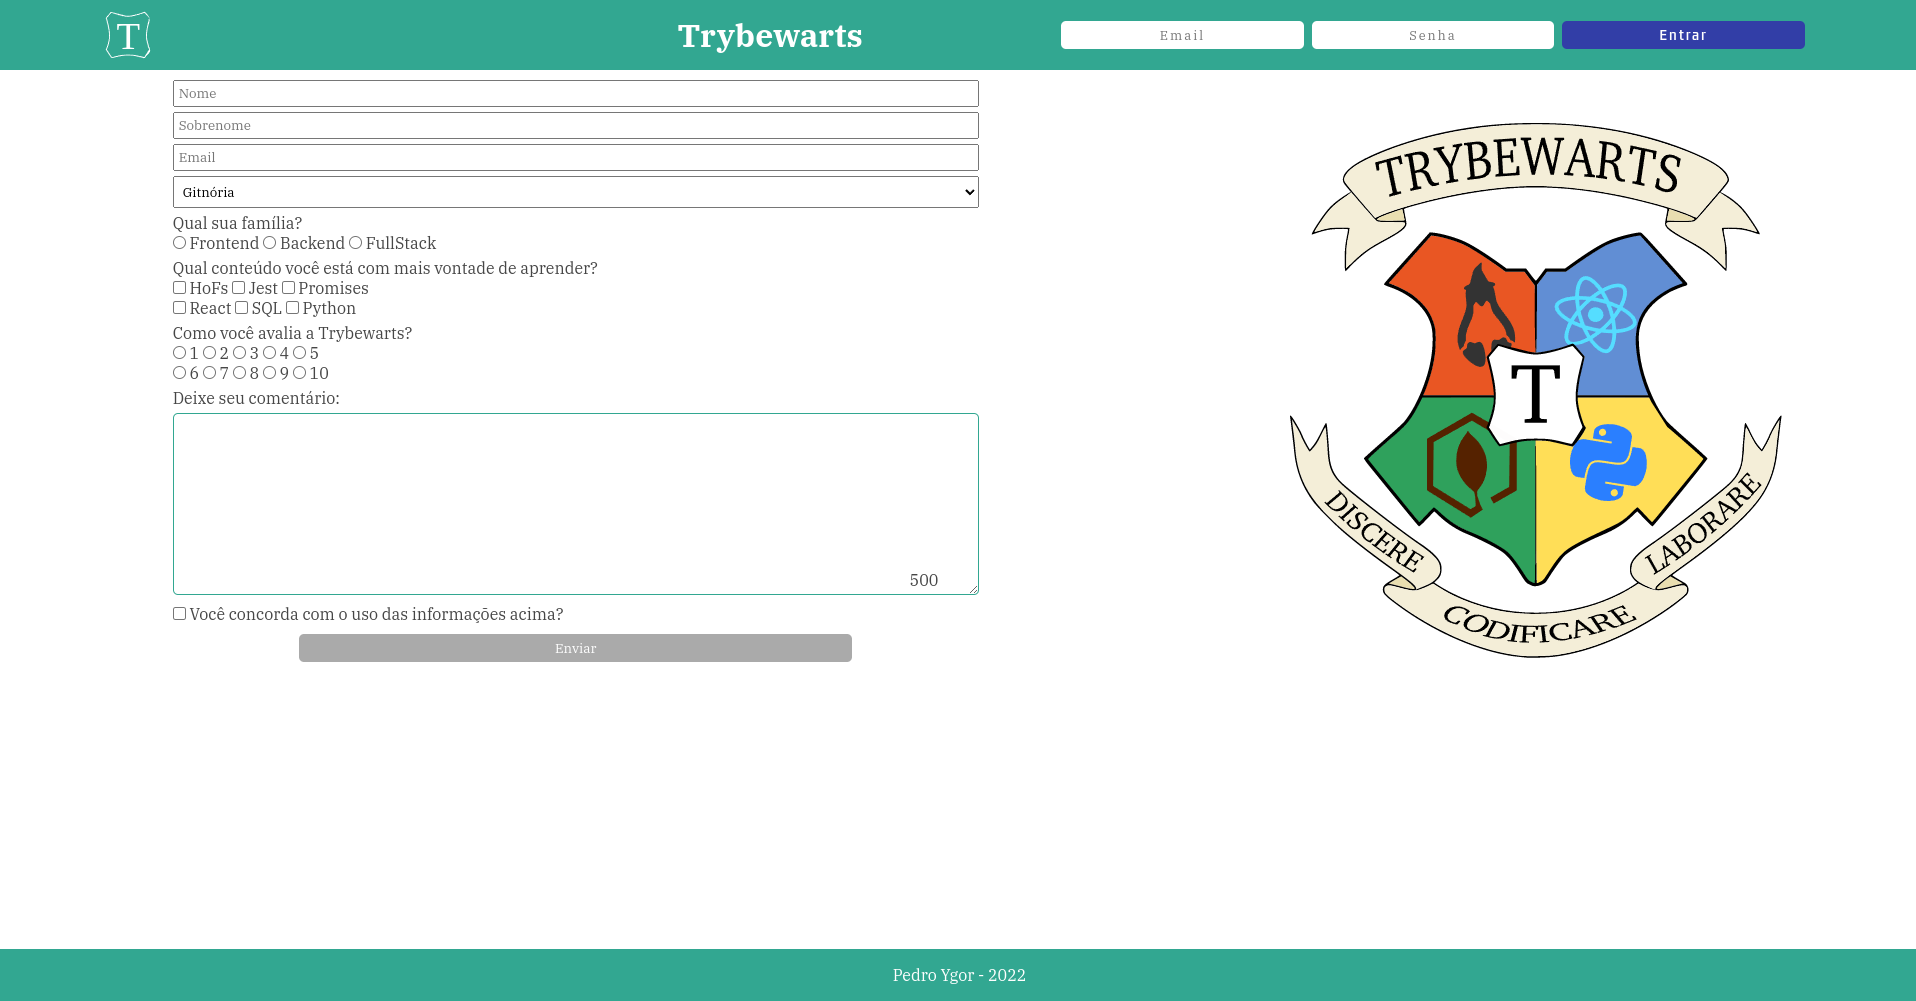 T
Trybewarts
Email
Senha
Entrar
Nome
Sobrenome
Email
Gitnória
Qual sua família?
Frontend Backend FullStack
Qual conteúdo você está com mais vontade de aprender?
HoFs Jest Promises
React SQL Python
Como você avalia a Trybewarts?
1 2 3 4 5
6 7 8 9 10
Deixe seu comentário:
500
Você concorda com o uso das informações acima?
Enviar
TRYBEWARTS
T
DISCERE
CODIFICARE
LABORARE
Pedro Ygor - 2022